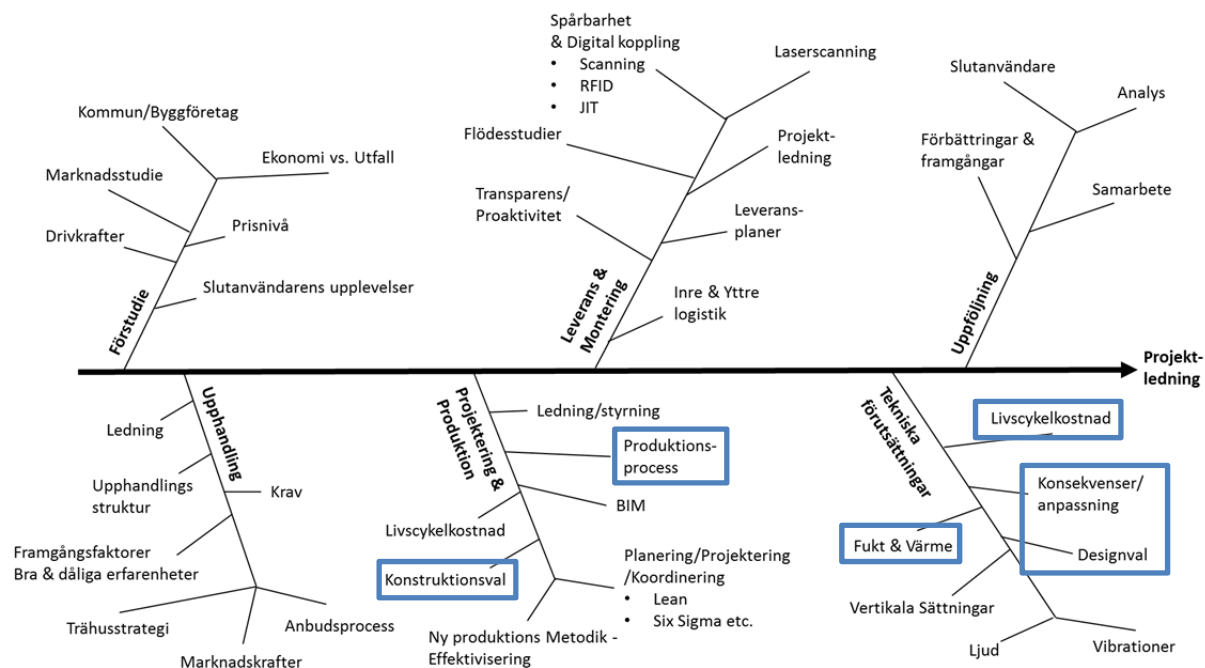 Spårbarhet
& Digital koppling
• Scanning
• RFID
• JIT
Laserscanning
Slutanvändare
Analys
Kommun/Byggföretag
Flödesstudier
Projekt-
ledning
Förbättringar &
framgångar
Ekonomi vs. Utfall
Marknadsstudie
Transparens/
Proaktivitet
Samarbete
Prisnivå
Drivkrafter
Leverans-
planer
Slutanvändarens upplevelser
Inre & Yttre
logistik
Förstudie
Leverans &
Montering
Uppföljning
Projekt-
ledning
Upphandling
Projektering &
Produktion
Tekniska
förutsättningar
Ledning
Ledning/styrning
Livscykelkostnad
Produktions-
process
Upphandlings
struktur
Krav
BIM
Konsekvenser/
anpassning
Livscykelkostnad
Fukt & Värme
Designval
Framgångsfaktorer
Bra & dåliga erfarenheter
Konstruktionsval
Planering/Projektering
/Koordinering
• Lean
• Six Sigma etc.
Vertikala Sättningar
Trähusstrategi
Anbudsprocess
Marknadskrafter
Ny produktions Metodik -
Effektivisering
Ljud
Vibrationer